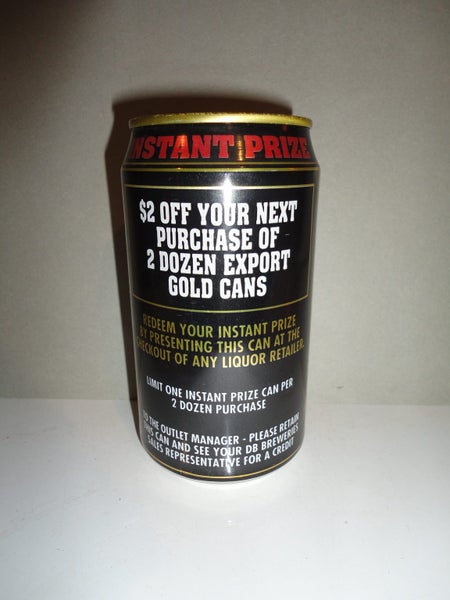 INSTANT PRIZE
$2 OFF YOUR NEXT
PURCHASE OF
2 DOZEN EXPORT
GOLD CANS
REDEEM YOUR INSTANT PRIZE
BY PRESENTING THIS CAN AT THE
CHECKOUT OF ANY LIQUOR RETAILER.
LIMIT ONE INSTANT PRIZE CAN PER
2 DOZEN PURCHASE
TO THE OUTLET MANAGER - PLEASE RETAIN
THIS CAN AND SEE YOUR DB BREWERIES
SALES REPRESENTATIVE FOR A CREDIT